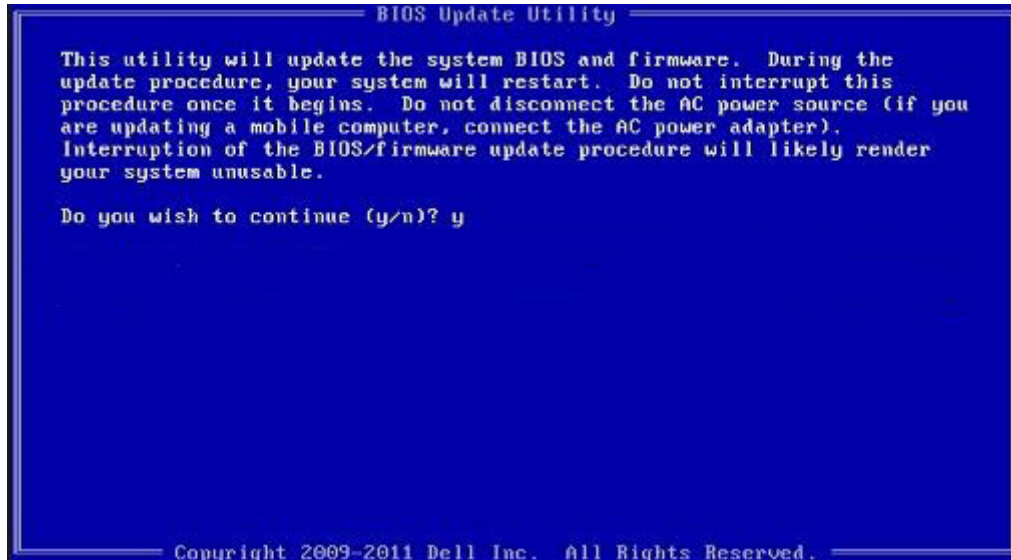 BIOS Update Utility
This utility will update the system BIOS and firmware. During the
update procedure, your system will restart. Do not interrupt this
procedure once it begins. Do not disconnect the AC power source (if you
are updating a mobile computer, connect the AC power adapter).
Interruption of the BIOS/firmware update procedure will likely render
your system unusable.
Do you wish to continue (y/n)? y
Copyright 2009-2011 Dell Inc. All Rights Reserved.